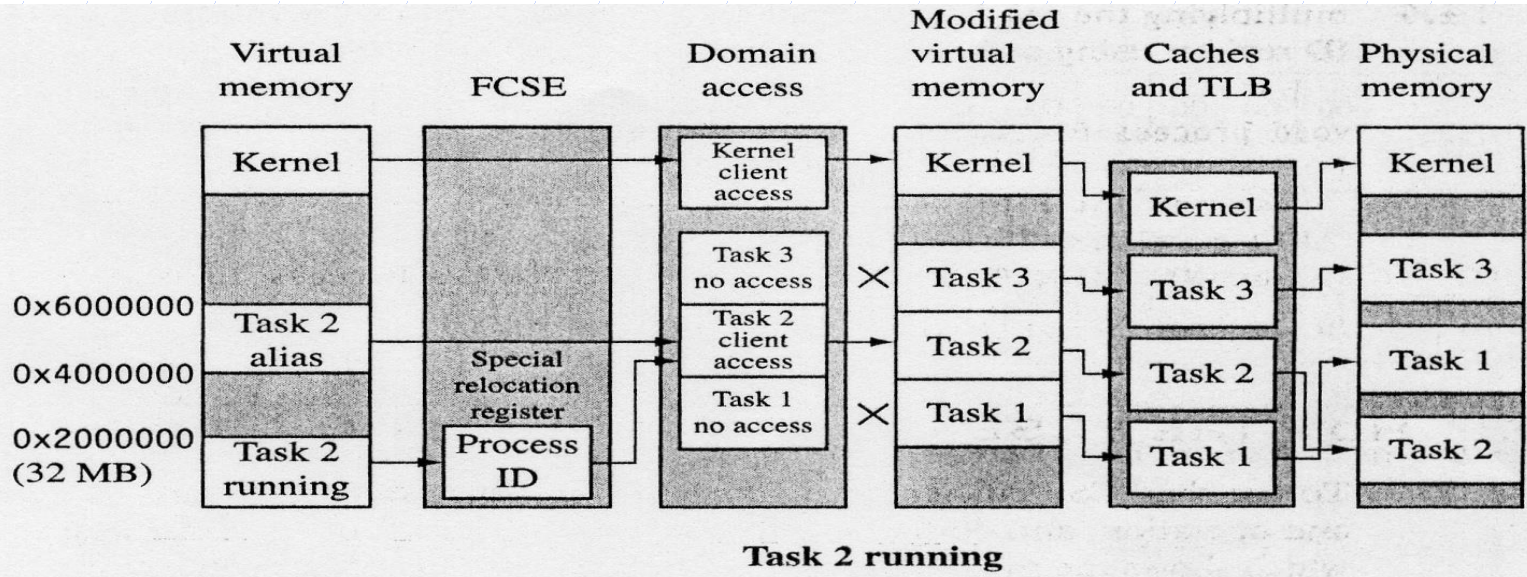 Virtual
memory
FCSE
Domain
access
Modified
virtual
memory
Caches
and TLB
Physical
memory
Kernel
0x6000000
Task 2
alias
0x4000000
0x2000000
(32 MB)
Task 2
running
Special
relocation
register
Process
ID
Kernel
client
access
Task 3
no access
Task 2
client
access
Task 1
no access
Kernel
Task 3
Task 2
Task 1
Kernel
Task 3
Task 2
Task 1
Kernel
Task 3
Task 1
Task 2
Task 2 running